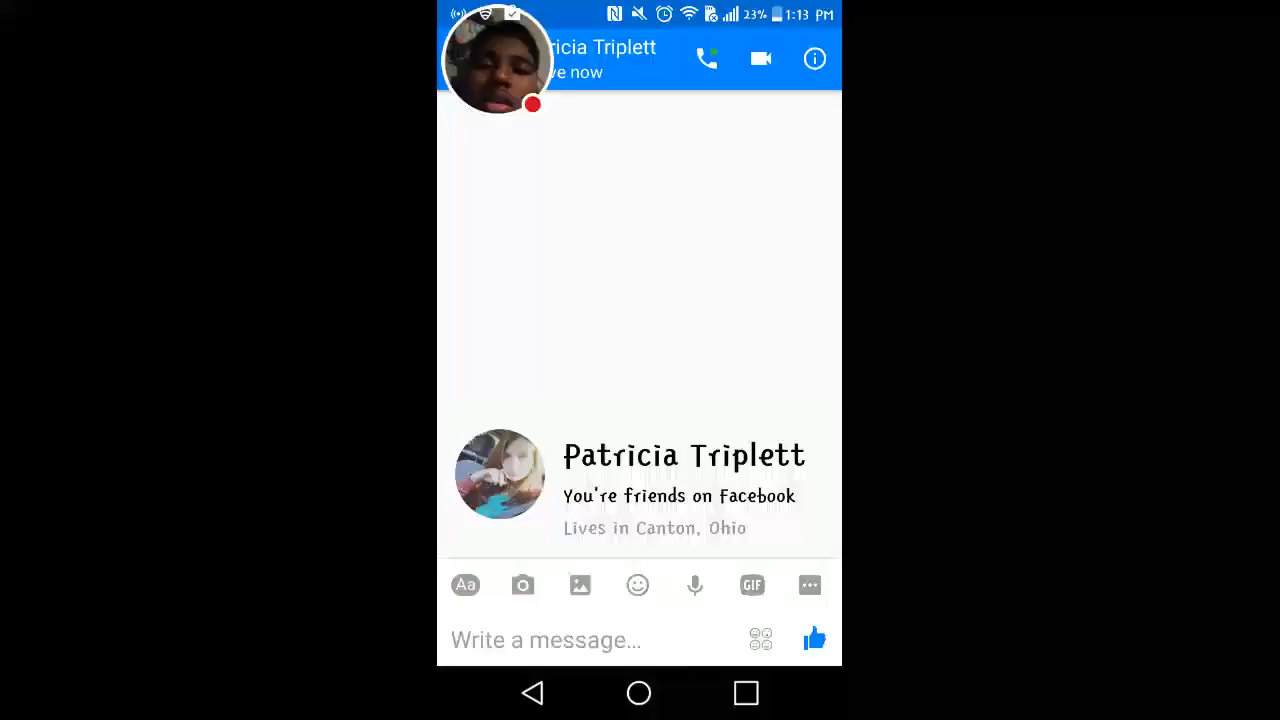 23% 1:13 PM
ricia Triplett
ve now
Patricia Triplett
You're friends on Facebook
Lives in Canton, Ohio
Aa GIF
Write a message...